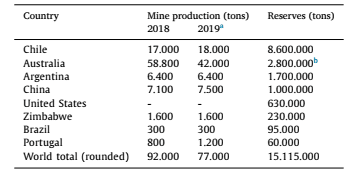 Country Mine production (tons) Reserves (tons)
2018 2019ᵃ
Chile 17.000 18.000 8.600.000
Australia 58.800 42.000 2.800.000ᵇ
Argentina 6.400 6.400 1.700.000
China 7.100 7.500 1.000.000
United States - - 630.000
Zimbabwe 1.600 1.600 230.000
Brazil 300 300 95.000
Portugal 800 1.200 60.000
World total (rounded) 92.000 77.000 15.115.000